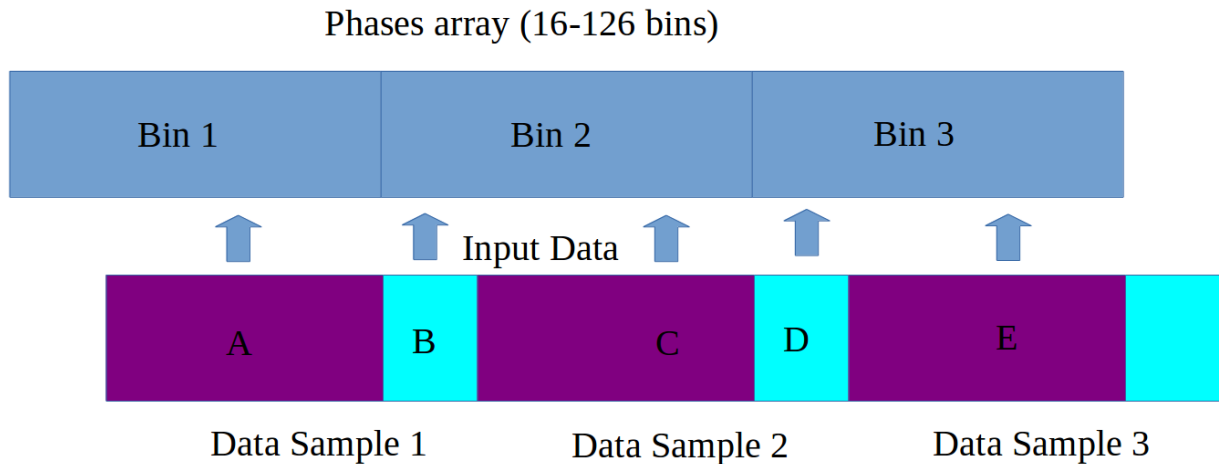 Phases array (16-126 bins)
Bin 1
Bin 2
Bin 3
Input Data
A
B
C
D
E
Data Sample 1
Data Sample 2
Data Sample 3